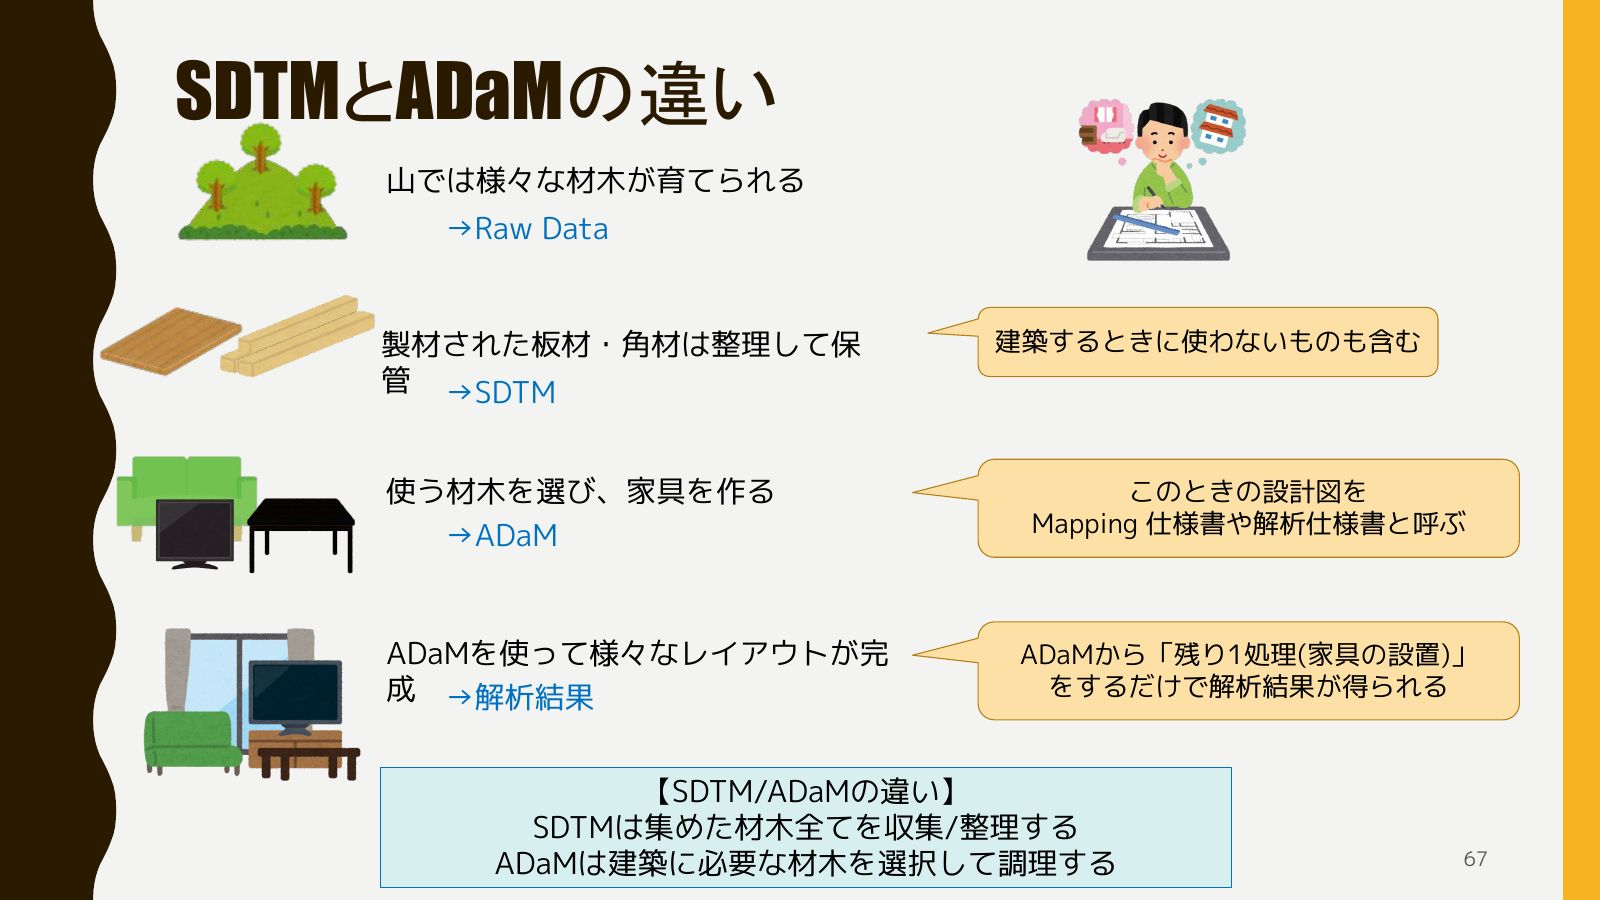 SDTMとADaMの違い
山では様々な材木が育てられる
→Raw Data
製材された板材・角材は整理して保
管
→SDTM
建築するときに使わないものも含む
使う材木を選び、家具を作る
→ADaM
このときの設計図を
Mapping 仕様書や解析仕様書と呼ぶ
ADaMを使って様々なレイアウトが完
成
→解析結果
ADaMから「残り1処理(家具の設置)」
をするだけで解析結果が得られる
【SDTM/ADaMの違い】
SDTMは集めた材木全てを収集/整理する
ADaMは建築に必要な材木を選択して調理する
67